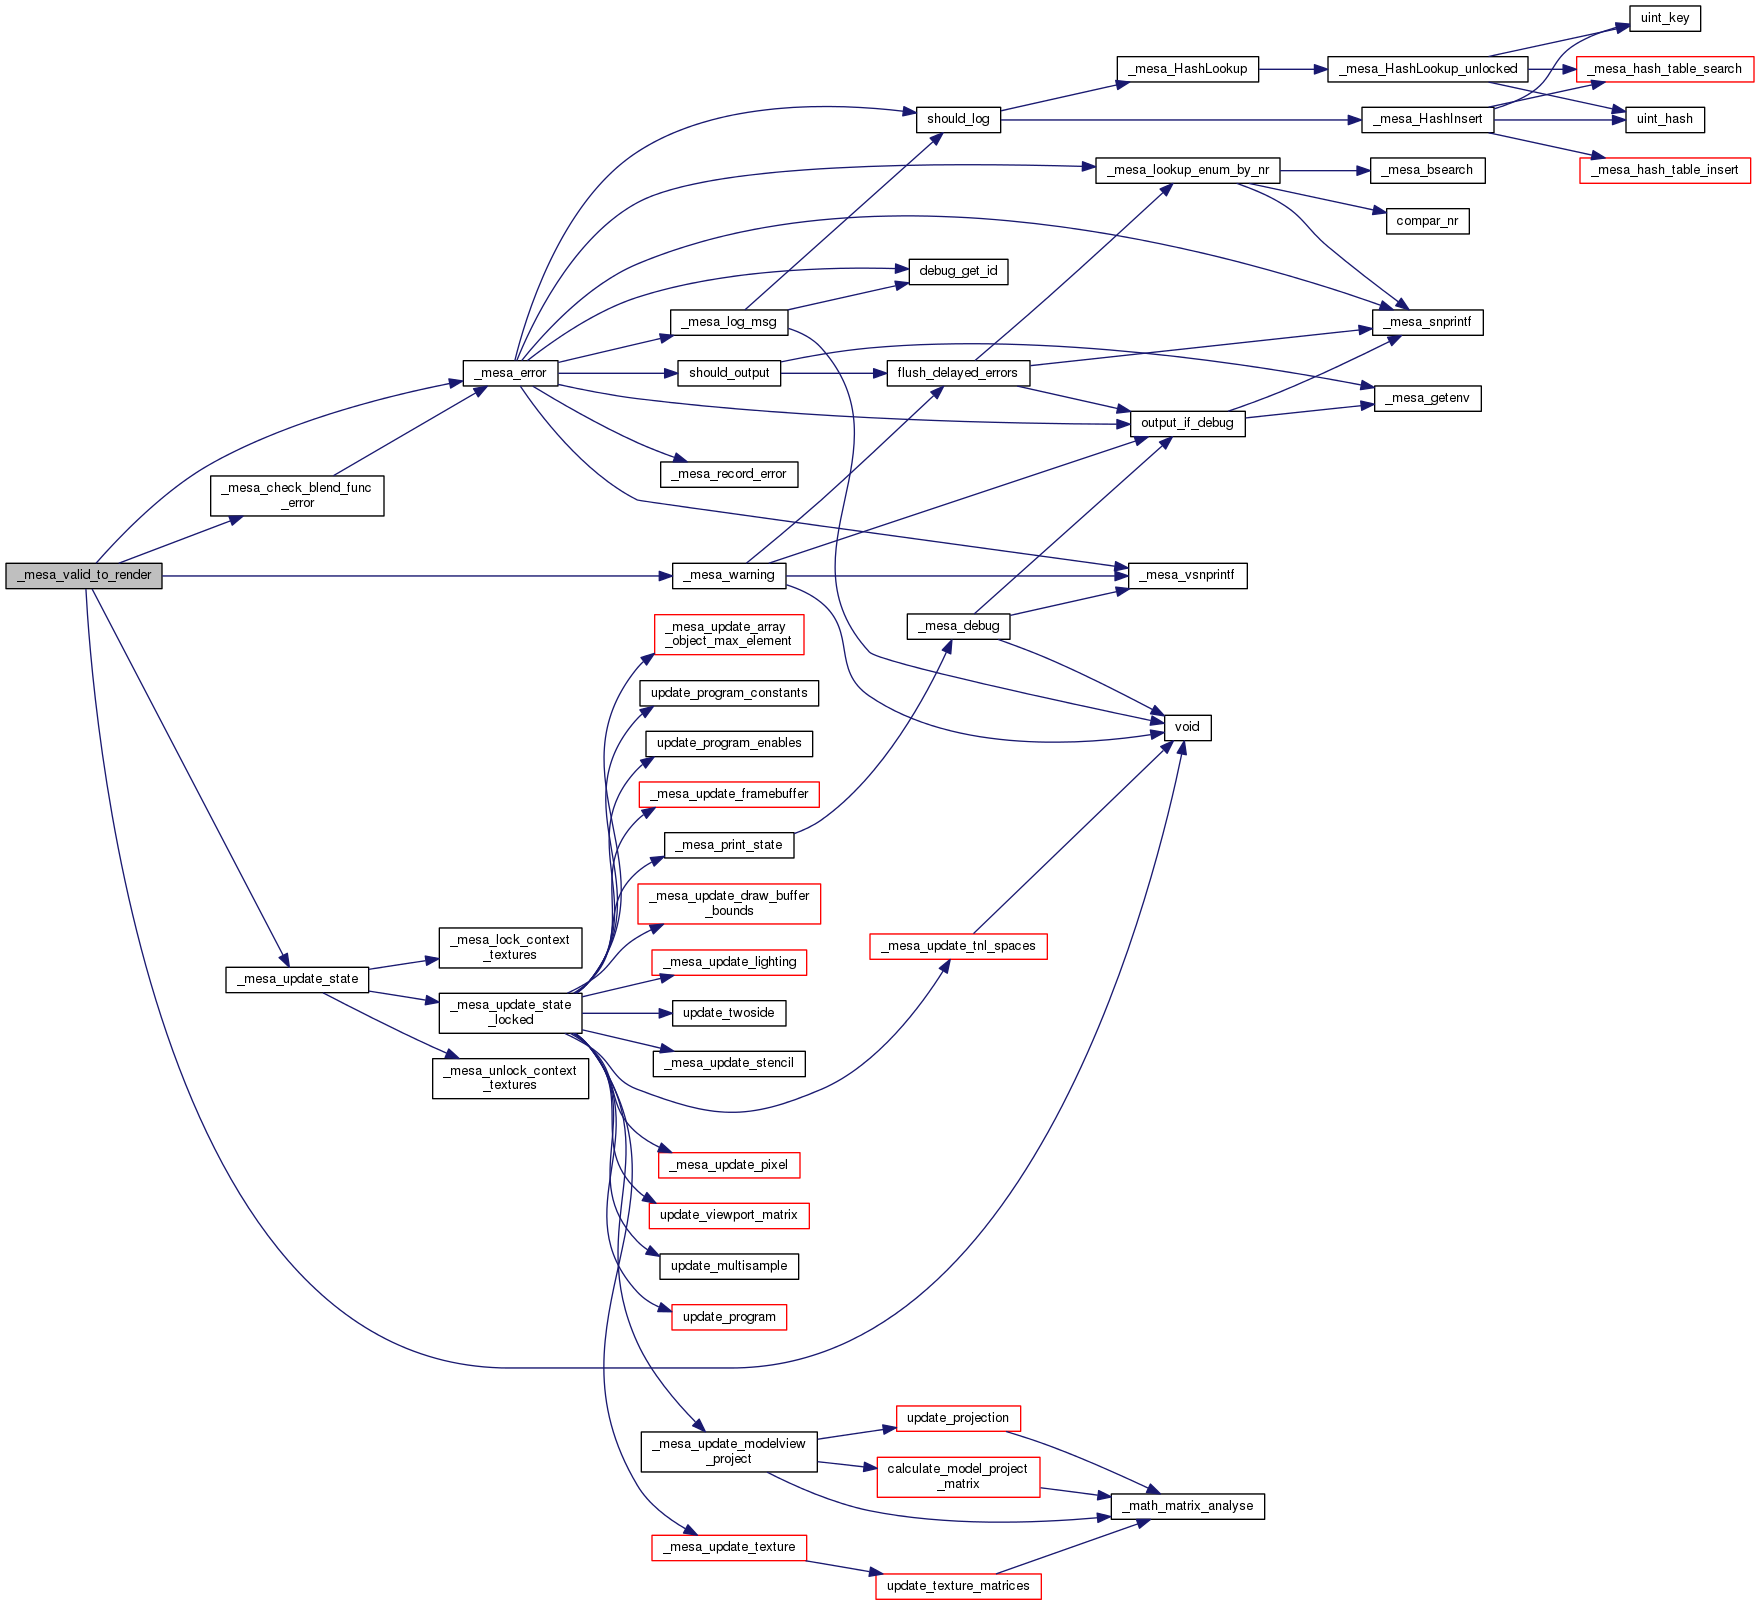 uint_key
_mesa_HashLookup
_mesa_HashLookup_unlocked
_mesa_hash_table_search
should_log
_mesa_HashInsert
uint_hash
_mesa_lookup_enum_by_nr
_mesa_bsearch
_mesa_hash_table_insert
compar_nr
debug_get_id
_mesa_log_msg
_mesa_snprintf
_mesa_error
should_output
flush_delayed_errors
_mesa_getenv
output_if_debug
_mesa_record_error
_mesa_check_blend_func
_error
_mesa_valid_to_render
_mesa_warning
_mesa_vsnprintf
_mesa_debug
_mesa_update_array
_object_max_element
update_program_constants
void
update_program_enables
_mesa_update_framebuffer
_mesa_print_state
_mesa_update_draw_buffer
_bounds
_mesa_lock_context
_textures
_mesa_update_tnl_spaces
_mesa_update_lighting
_mesa_update_state
_mesa_update_state
_locked
update_twoside
_mesa_update_stencil
_mesa_unlock_context
_textures
_mesa_update_pixel
update_viewport_matrix
update_multisample
update_program
update_projection
_mesa_update_modelview
_project
calculate_model_project
_matrix
_math_matrix_analyse
_mesa_update_texture
update_texture_matrices